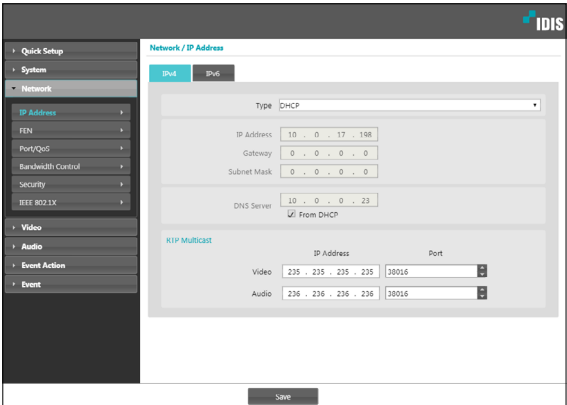 IDIS
Quick Setup
System
Network
IP Address
FEN
Port/QoS
Bandwidth Control
Security
IEEE 802.1X
Video
Audio
Event Action
Event
Network / IP Address
IPv4 IPv6
Type DHCP
IP Address 10 . 0 . 17 . 198
Gateway 0 . 0 . 0 . 0
Subnet Mask 0 . 0 . 0 . 0
DNS Server 10 . 0 . 0 . 23
From DHCP
RTP Multicast
IP Address Port
Video 235 . 235 . 235 . 235 38016
Audio 236 . 236 . 236 . 236 38016
Save